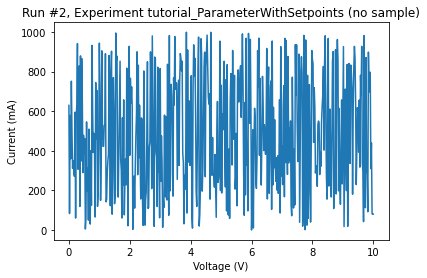 Run #2, Experiment tutorial_ParameterWithSetpoints (no sample)
1000
800
600
400
200
0
Current (mA)
0 2 4 6 8 10
Voltage (V)